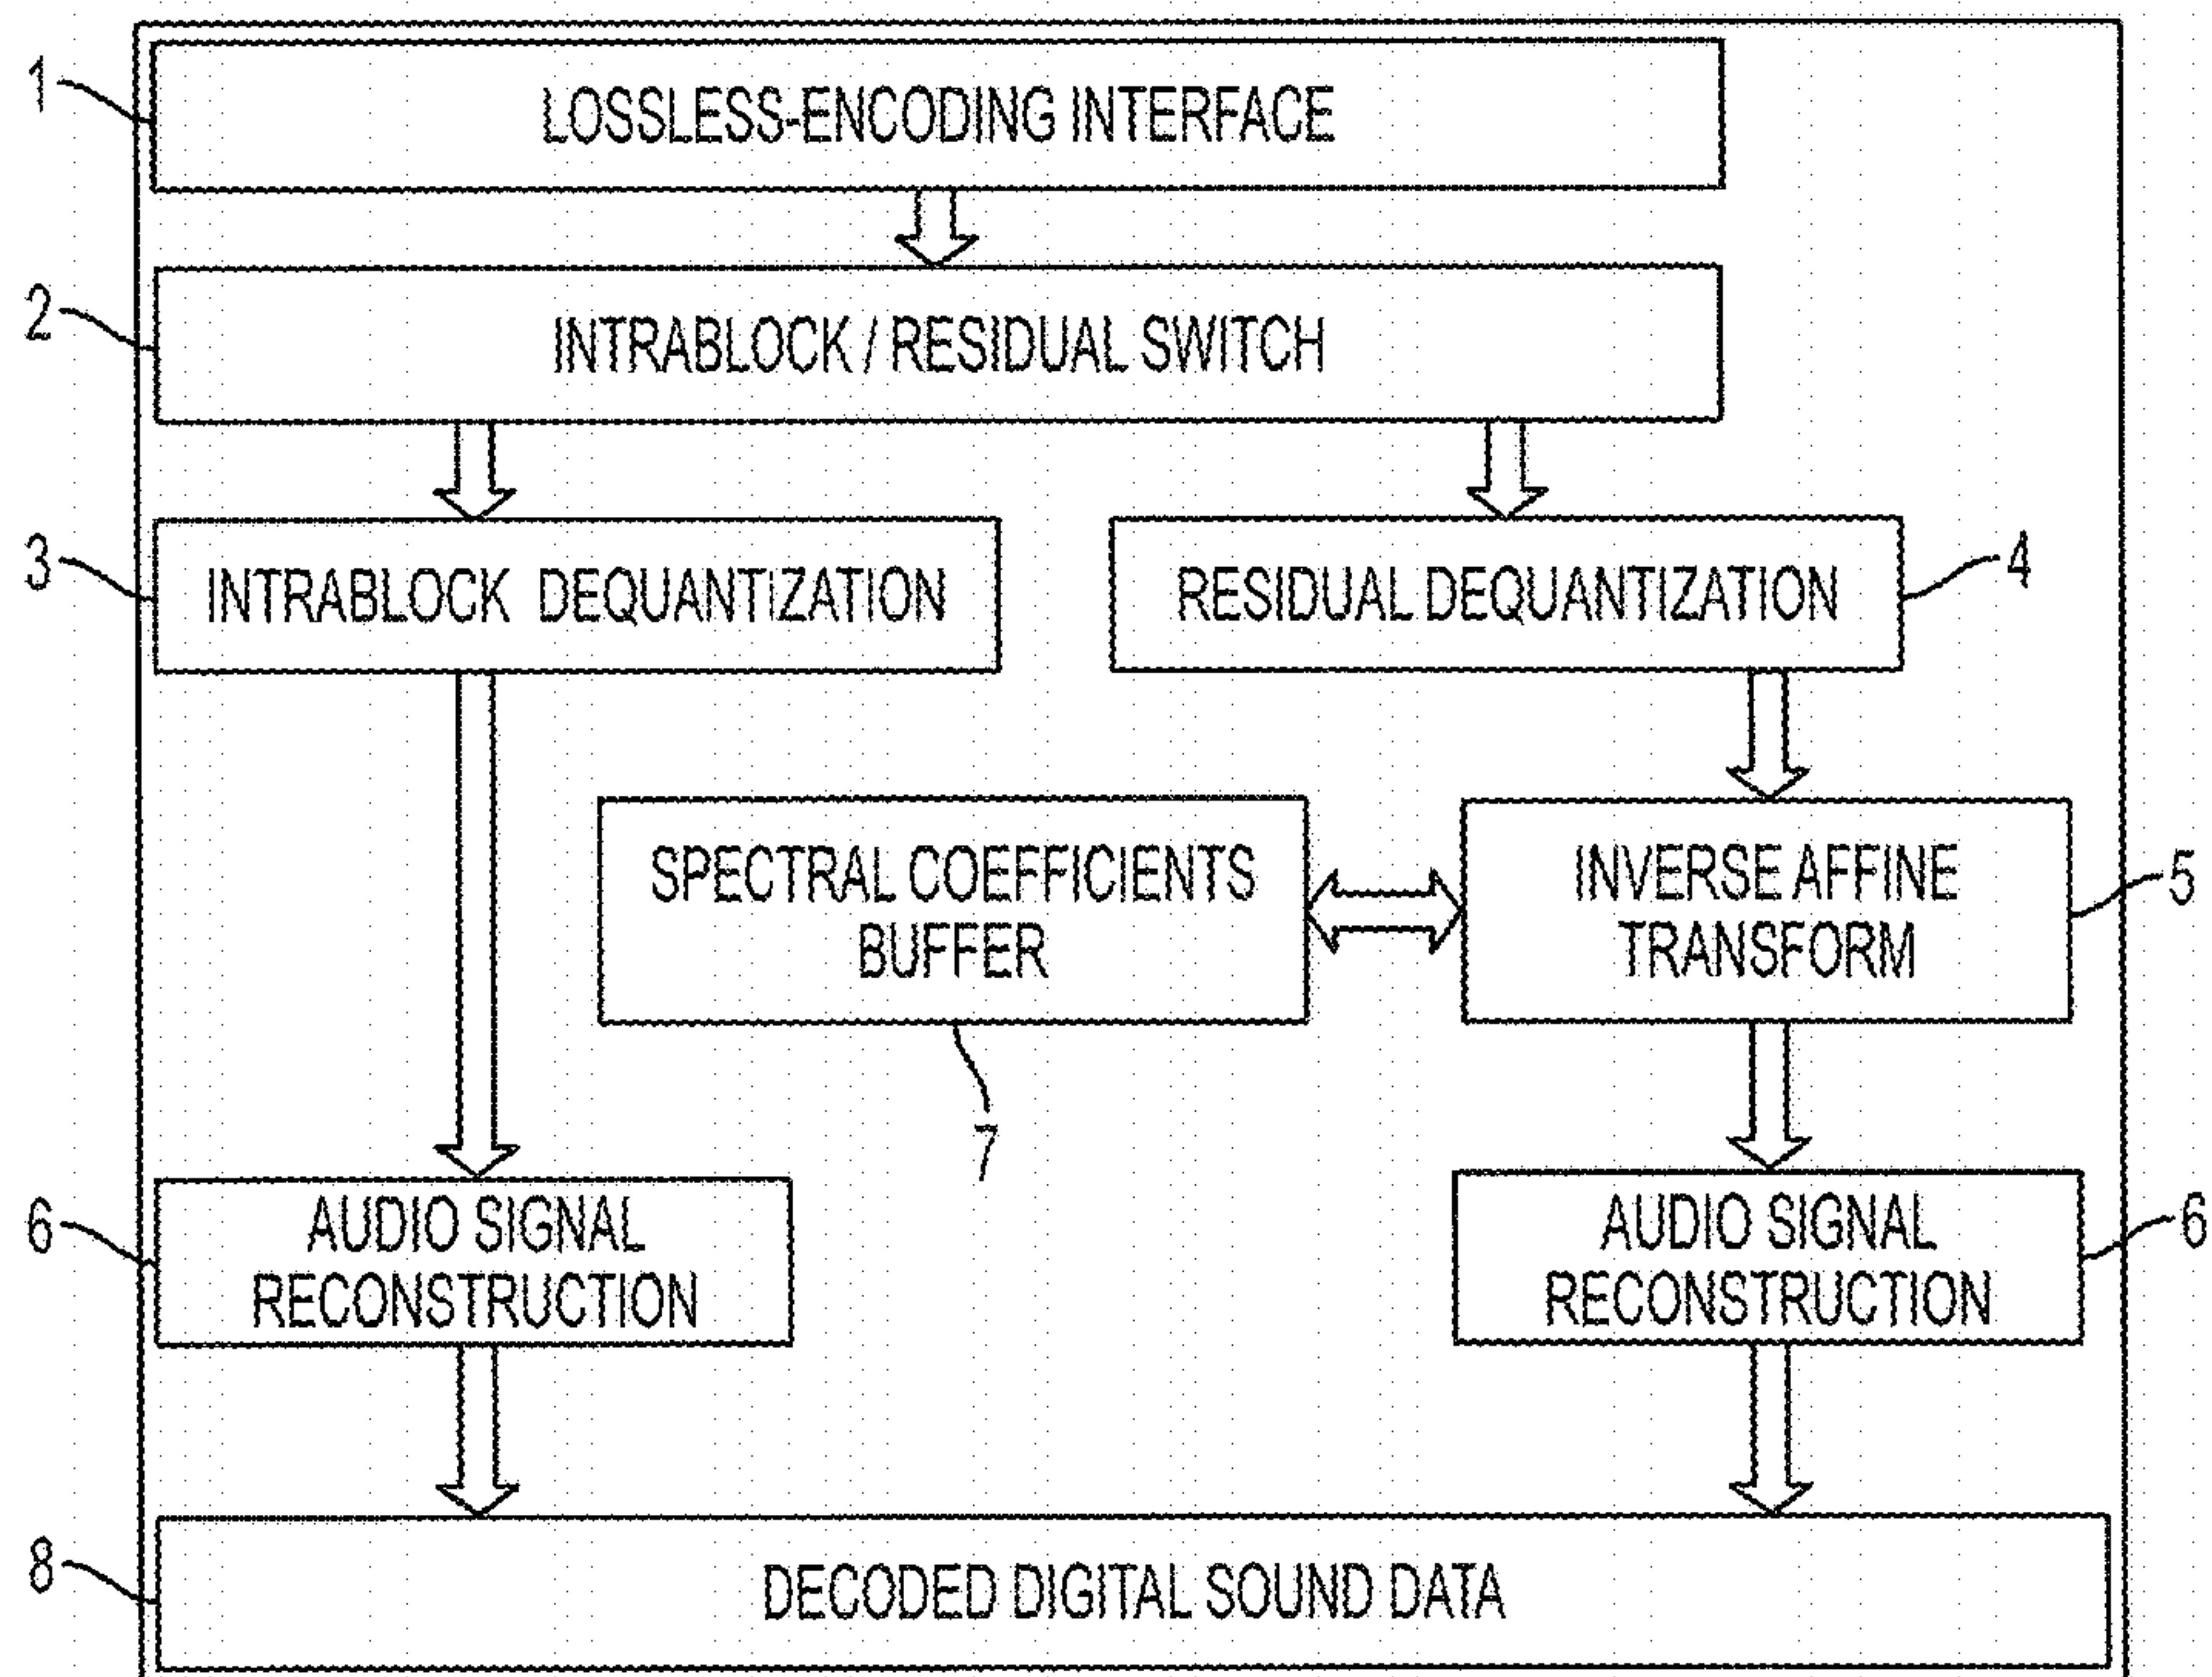 1
LOSSLESS-ENCODING INTERFACE
2
INTRABLOCK / RESIDUAL SWITCH
3
INTRABLOCK DEQUANTIZATION
RESIDUAL DEQUANTIZATION
4
SPECTRAL COEFFICIENTS
BUFFER
7
INVERSE AFFINE
TRANSFORM
5
6
AUDIO SIGNAL
RECONSTRUCTION
AUDIO SIGNAL
RECONSTRUCTION
6
8
DECODED DIGITAL SOUND DATA